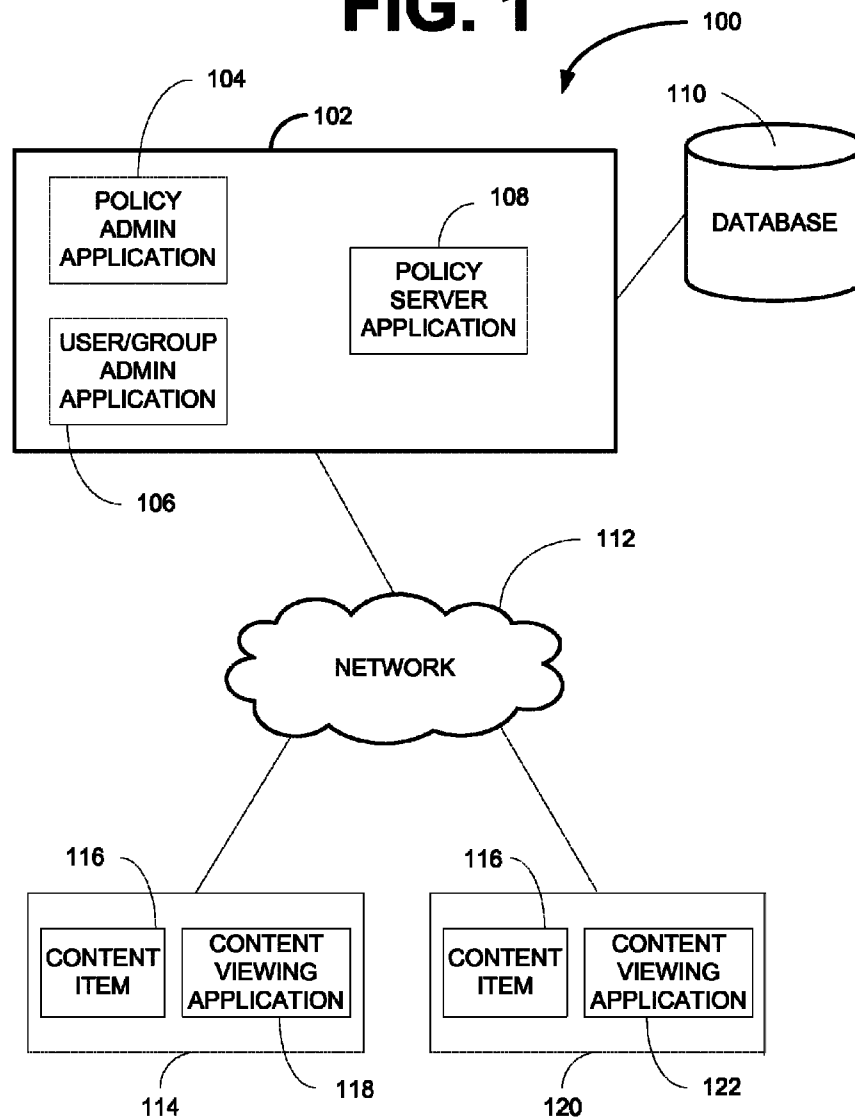 FIG. 1
100
104
102
110
POLICY
ADMIN
APPLICATION
108
DATABASE
POLICY
SERVER
APPLICATION
USER/GROUP
ADMIN
APPLICATION
106
112
NETWORK
116
116
CONTENT
ITEM
CONTENT
VIEWING
APPLICATION
CONTENT
ITEM
CONTENT
VIEWING
APPLICATION
114
118
120
122